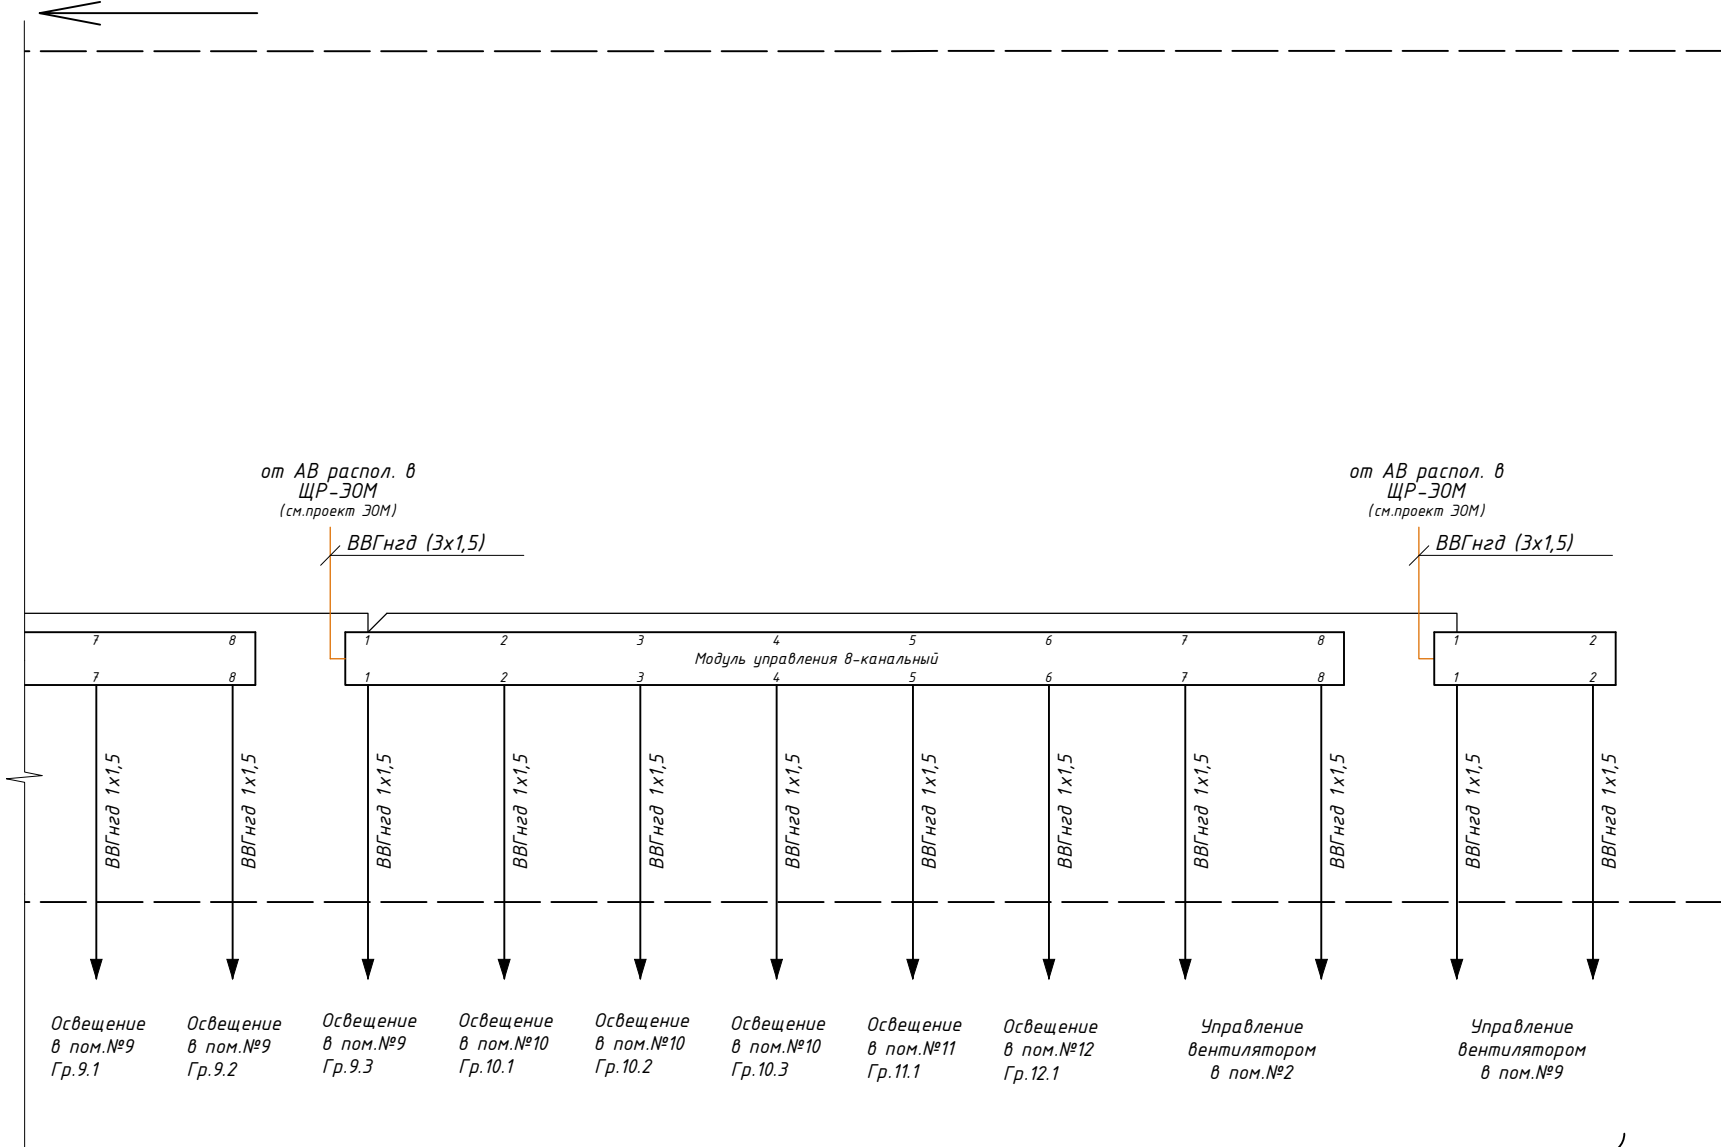 от АВ распол. в
ЩР-ЭОМ
(см.проект ЭОМ)
ВВГнгд (3х1,5)
от АВ распол. в
ЩР-ЭОМ
(см.проект ЭОМ)
ВВГнгд (3х1,5)
7 8
7 8
1 2 3 4 5 6 7 8
Модуль управления 8-канальный
1 2 3 4 5 6 7 8
1 2
1 2
ВВГнгд 1х1,5
ВВГнгд 1х1,5
ВВГнгд 1х1,5
ВВГнгд 1х1,5
ВВГнгд 1х1,5
ВВГнгд 1х1,5
ВВГнгд 1х1,5
ВВГнгд 1х1,5
ВВГнгд 1х1,5
ВВГнгд 1х1,5
ВВГнгд 1х1,5
ВВГнгд 1х1,5
Освещение
в пом.№9
Гр.9.1
Освещение
в пом.№9
Гр.9.2
Освещение
в пом.№9
Гр.9.3
Освещение
в пом.№10
Гр.10.1
Освещение
в пом.№10
Гр.10.2
Освещение
в пом.№10
Гр.10.3
Освещение
в пом.№11
Гр.11.1
Освещение
в пом.№12
Гр.12.1
Управление
вентилятором
в пом.№2
Управление
вентилятором
в пом.№9